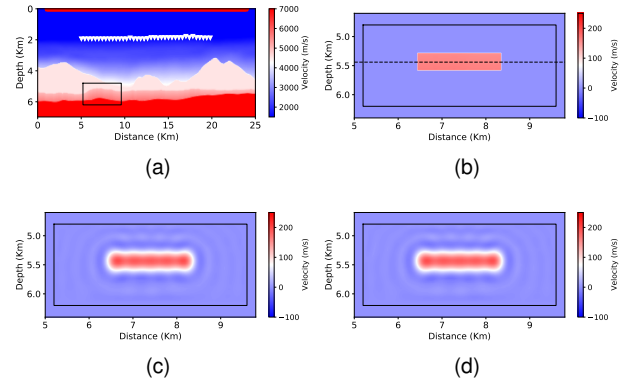 0
2
4
6
0 5 10 15 20 25
Depth (Km)
Distance (Km)
7000
6000
5000
4000
3000
2000
Velocity (m/s)
(a)
5.0
5.5
6.0
5 6 7 8 9
Depth (Km)
Distance (Km)
200
100
0
−100
Velocity (m/s)
(b)
5.0
5.5
6.0
5 6 7 8 9
Depth (Km)
Distance (Km)
200
100
0
−100
Velocity (m/s)
(c)
5.0
5.5
6.0
5 6 7 8 9
Depth (Km)
Distance (Km)
200
100
0
−100
Velocity (m/s)
(d)